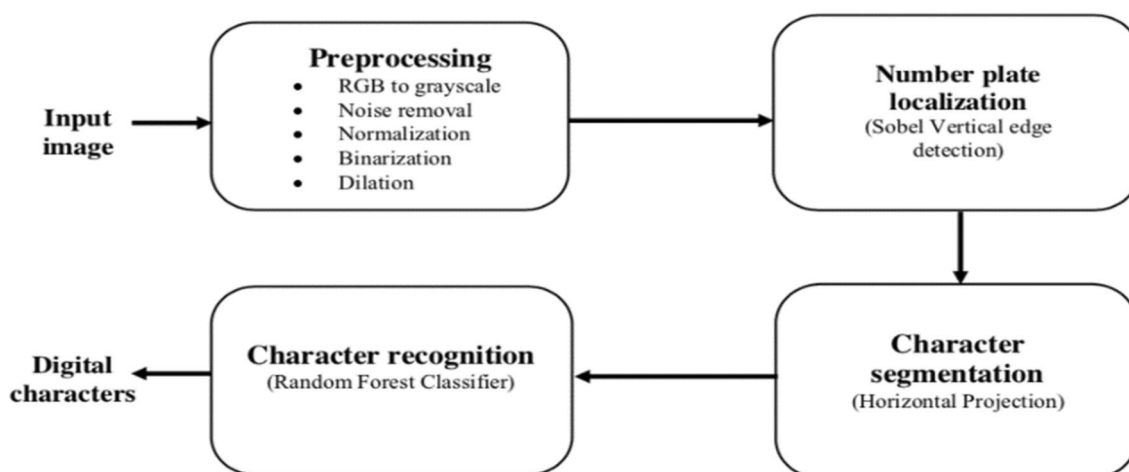 Input
image
Preprocessing
• RGB to grayscale
• Noise removal
• Normalization
• Binarization
• Dilation
Number plate
localization
(Sobel Vertical edge
detection)
Character
segmentation
(Horizontal Projection)
Character recognition
(Random Forest Classifier)
Digital
characters